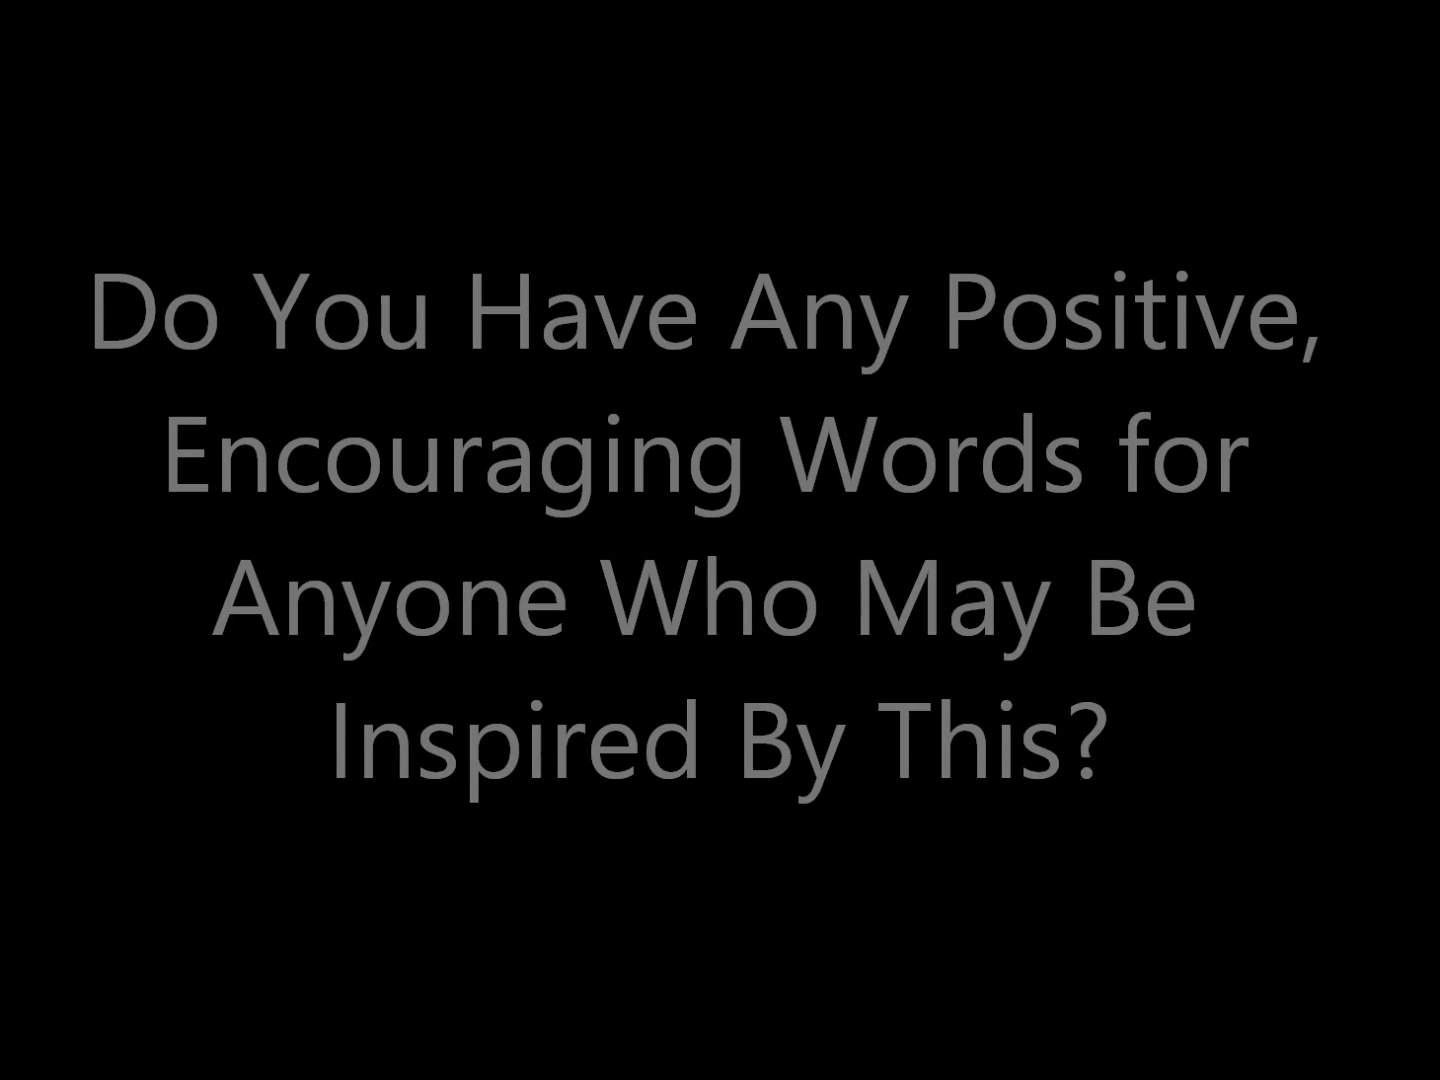 Do You Have Any Positive,
Encouraging Words for
Anyone Who May Be
Inspired By This?